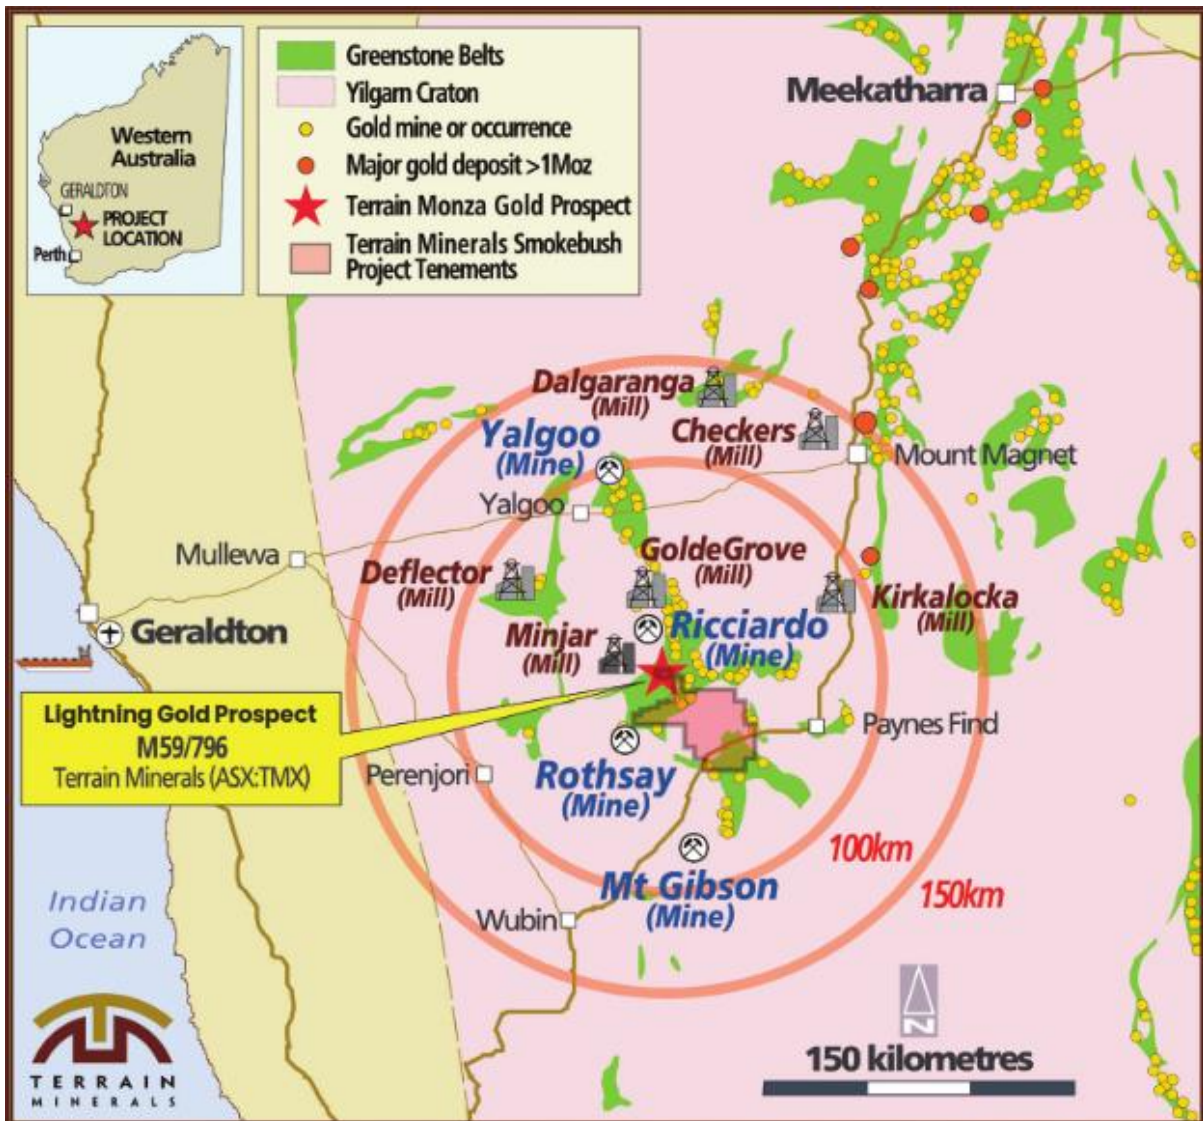 Western
Australia
GERALDTON
PROJECT
LOCATION
Perth
Greenstone Belts
Yilgarn Craton
Gold mine or occurrence
Major gold deposit >1Moz
Terrain Monza Gold Prospect
Terrain Minerals Smokebush
Project Tenements
Meekatharra
Dalgaranga
(Mill)
Checkers
(Mill)
Yalgoo
(Mine)
Mount Magnet
Yalgoo
Mullewa
Deflector
(Mill)
GoldeGrove
(Mill)
Kirkalocka
(Mill)
Geraldton
Minjar
(Mill)
Ricciardo
(Mine)
Lightning Gold Prospect
M59/796
Terrain Minerals (ASX:TMX)
Paynes Find
Perenjori
Rothsay
(Mine)
100km
150km
Mt Gibson
(Mine)
Wubin
Indian
Ocean
N
150 kilometres
TERRAIN
MINERALS